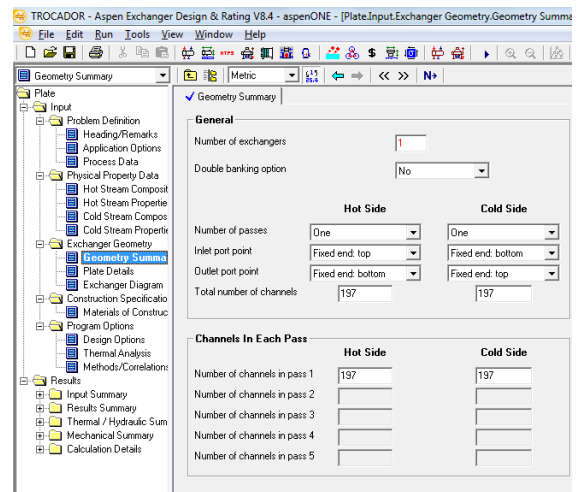 TROCADOR - Aspen Exchanger Design & Rating V8.4 - aspenONE - [Plate.Input.Exchanger Geometry.Geometry Summa
File Edit Run Tools View Window Help
Geometry Summary
Metric
Plate
Input
Problem Definition
Heading/Remarks
Application Options
Process Data
Physical Property Data
Hot Stream Composit
Hot Stream Propertie
Cold Stream Compos
Cold Stream Propertie
Exchanger Geometry
Geometry Summa
Plate Details
Exchanger Diagram
Construction Specificatio
Materials of Construc
Program Options
Design Options
Thermal Analysis
Methods/Correlations
Results
Input Summary
Results Summary
Thermal / Hydraulic Sum
Mechanical Summary
Calculation Details
Geometry Summary
General
Number of exchangers 1
Double banking option No
Hot Side Cold Side
Number of passes One One
Inlet port point Fixed end: top Fixed end: bottom
Outlet port point Fixed end: bottom Fixed end: top
Total number of channels 197 197
Channels In Each Pass
Hot Side Cold Side
Number of channels in pass 1 197 197
Number of channels in pass 2
Number of channels in pass 3
Number of channels in pass 4
Number of channels in pass 5